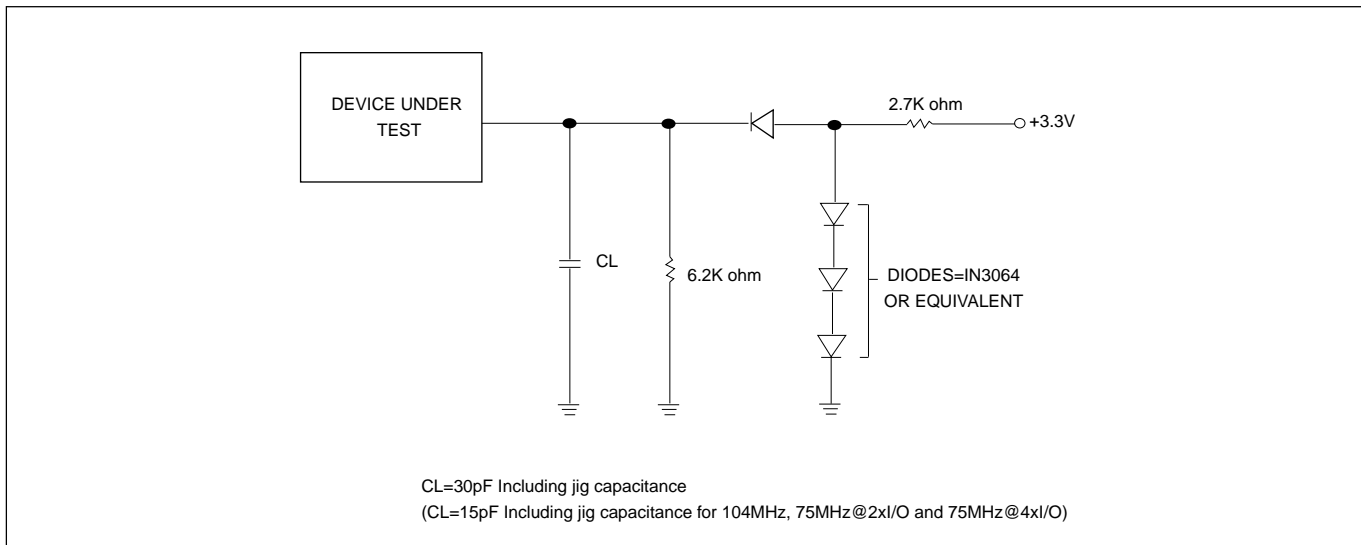 DEVICE UNDER
TEST
2.7K ohm
+3.3V
CL
6.2K ohm
DIODES=IN3064
OR EQUIVALENT
CL=30pF Including jig capacitance
(CL=15pF Including jig capacitance for 104MHz, 75MHz@2xI/O and 75MHz@4xI/O)